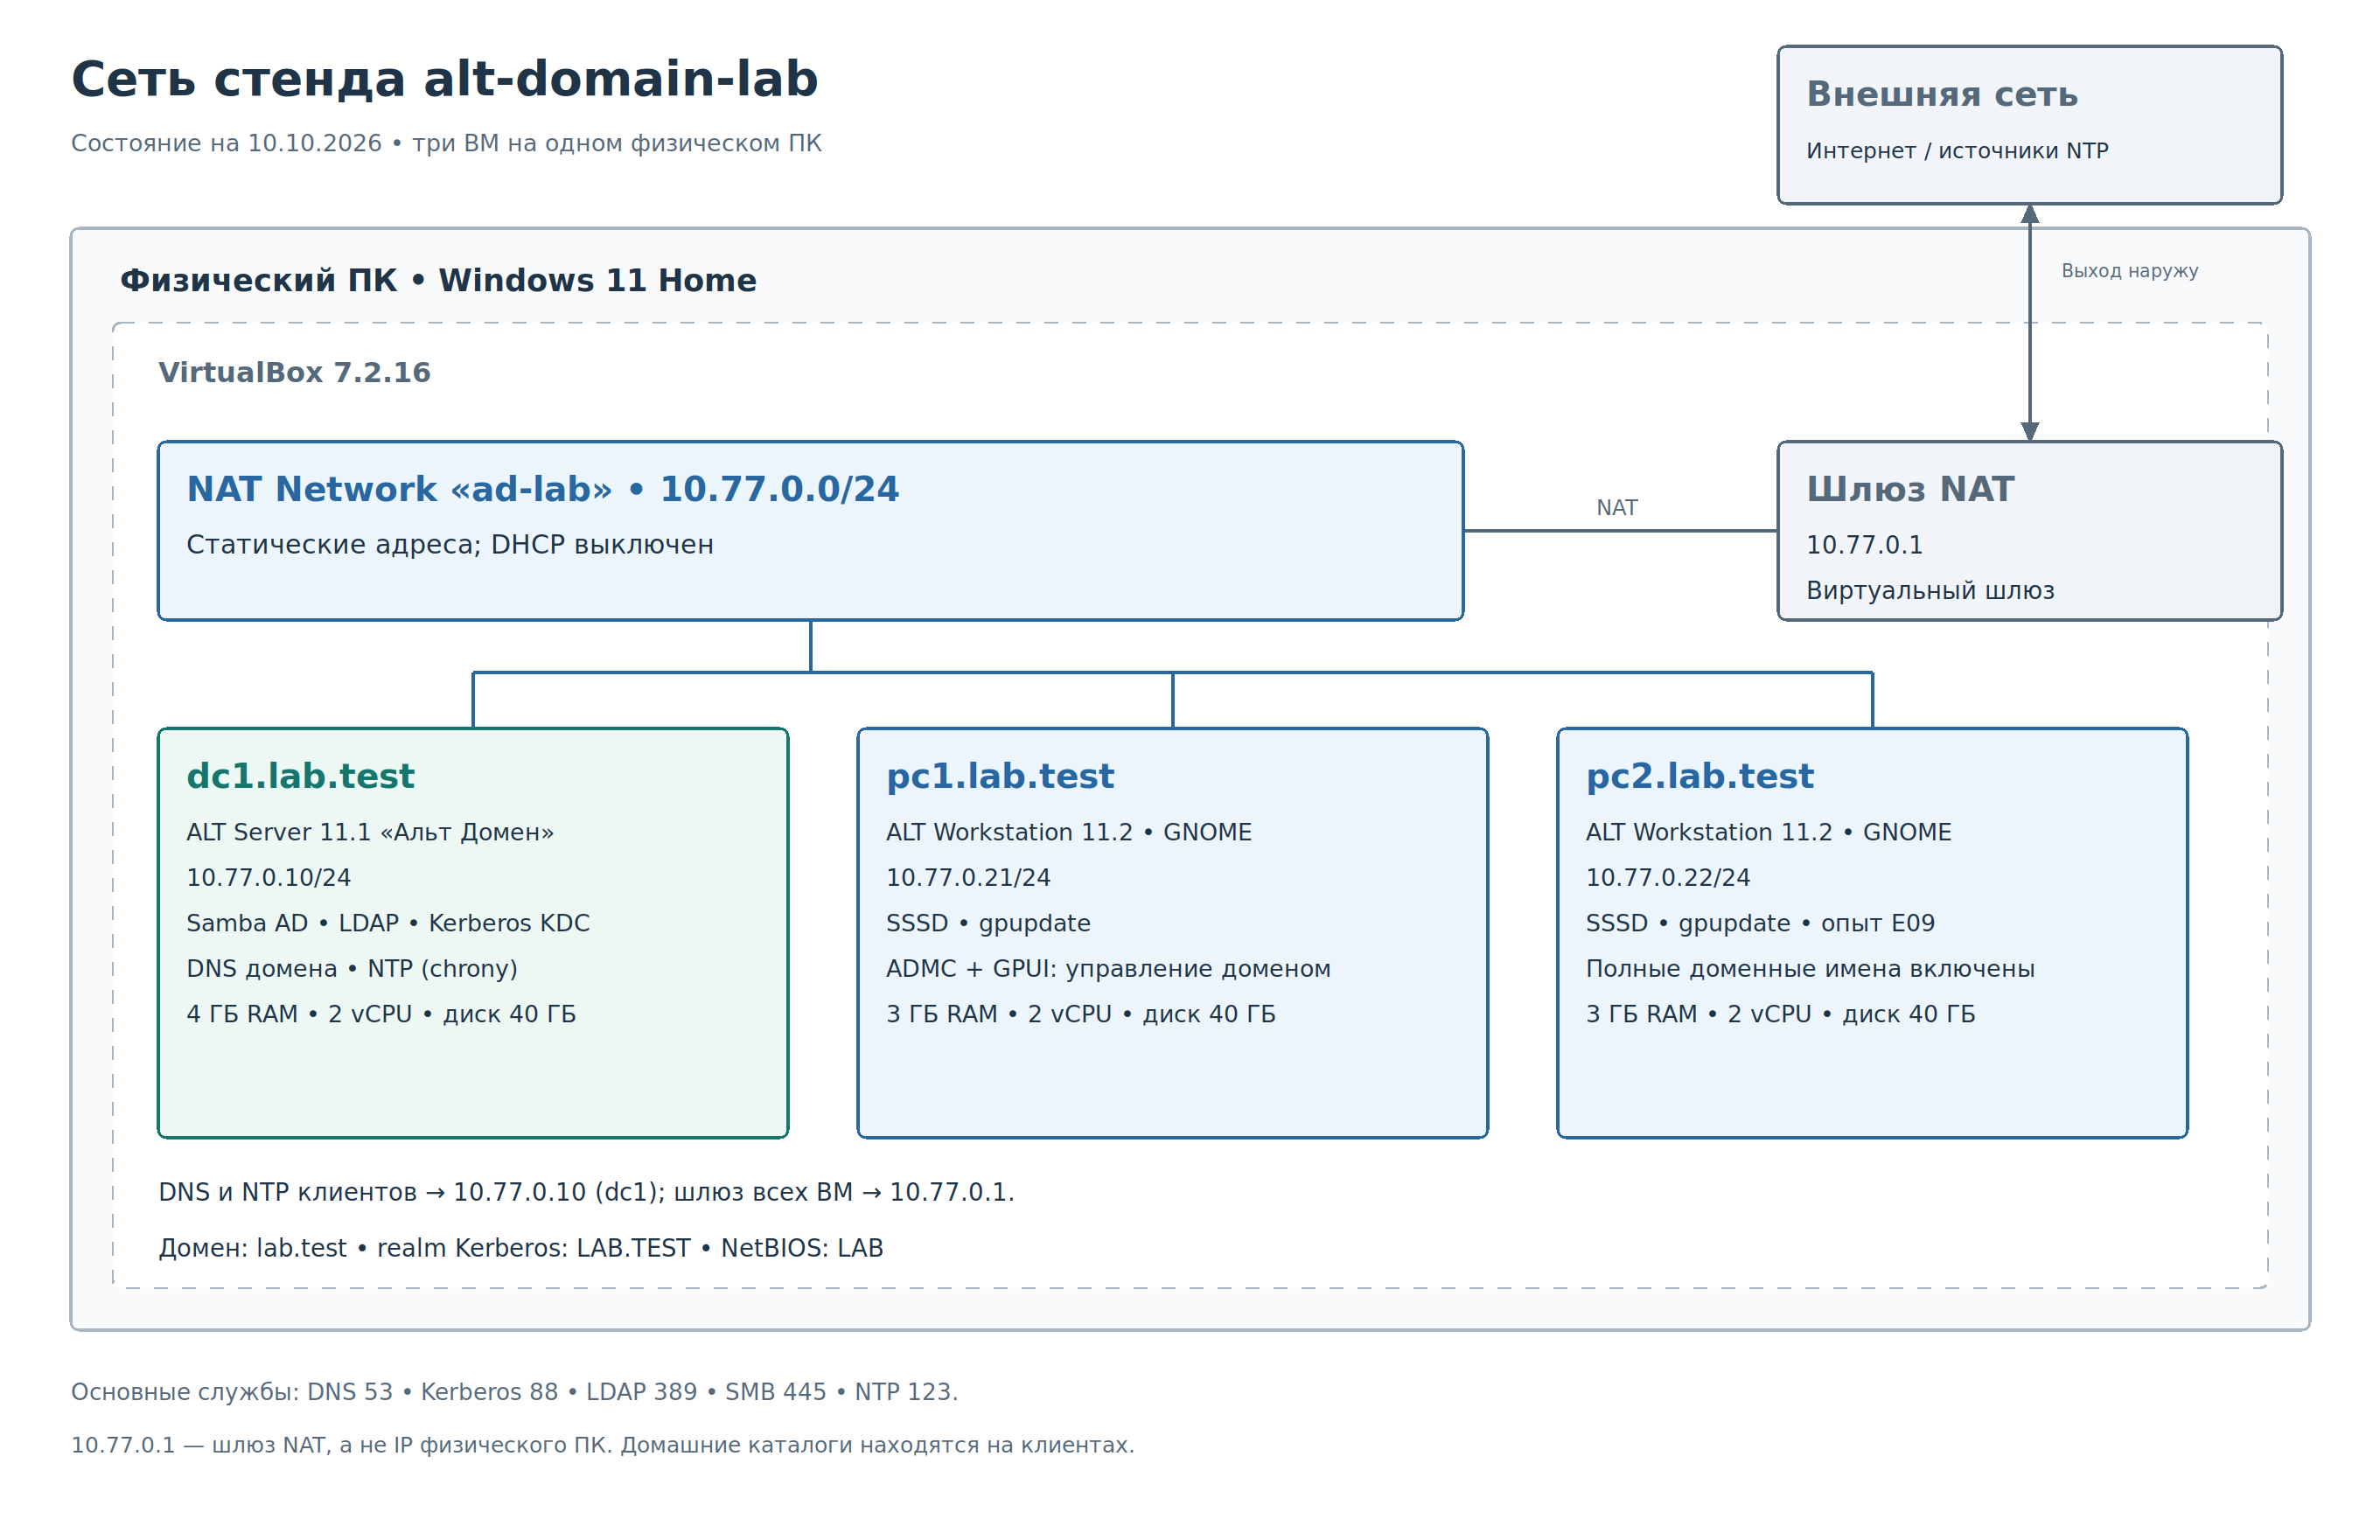 Сеть стенда alt-domain-lab
Состояние на 10.10.2026 • три ВМ на одном физическом ПК
Внешняя сеть
Интернет / источники NTP
Выход наружу
Физический ПК • Windows 11 Home
VirtualBox 7.2.16
NAT Network «ad-lab» • 10.77.0.0/24
Статические адреса; DHCP выключен
NAT
Шлюз NAT
10.77.0.1
Виртуальный шлюз
dc1.lab.test
ALT Server 11.1 «Альт Домен»
10.77.0.10/24
Samba AD • LDAP • Kerberos KDC
DNS домена • NTP (chrony)
4 ГБ RAM • 2 vCPU • диск 40 ГБ
pc1.lab.test
ALT Workstation 11.2 • GNOME
10.77.0.21/24
SSSD • gpupdate
ADMC + GPUI: управление доменом
3 ГБ RAM • 2 vCPU • диск 40 ГБ
pc2.lab.test
ALT Workstation 11.2 • GNOME
10.77.0.22/24
SSSD • gpupdate • опыт E09
Полные доменные имена включены
3 ГБ RAM • 2 vCPU • диск 40 ГБ
DNS и NTP клиентов → 10.77.0.10 (dc1); шлюз всех ВМ → 10.77.0.1.
Домен: lab.test • realm Kerberos: LAB.TEST • NetBIOS: LAB
Основные службы: DNS 53 • Kerberos 88 • LDAP 389 • SMB 445 • NTP 123.
10.77.0.1 — шлюз NAT, а не IP физического ПК. Домашние каталоги находятся на клиентах.